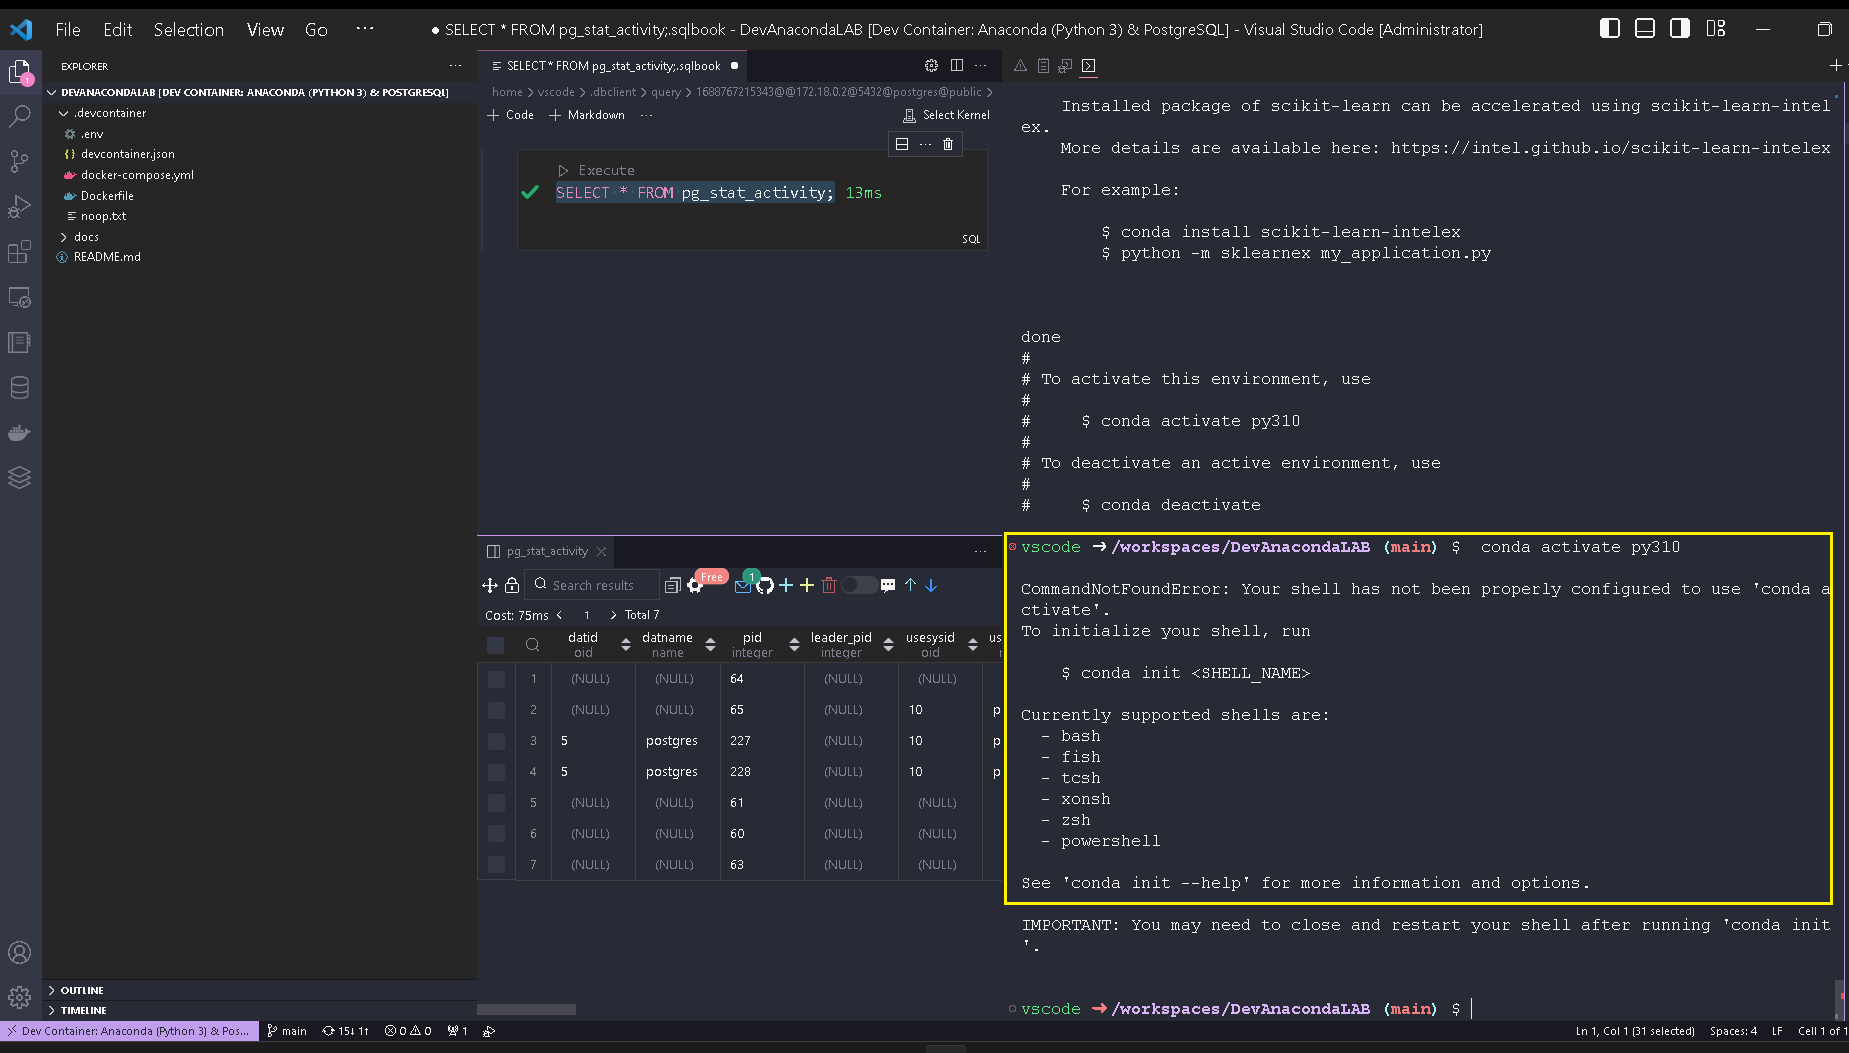 File Edit Selection View Go ···
● SELECT * FROM pg_stat_activity;.sqlbook - DevAnacondaLAB [Dev Container: Anaconda (Python 3) & PostgreSQL] - Visual Studio Code [Administrator]
1
EXPLORER
DEVANACONDALAB [DEV CONTAINER: ANACONDA (PYTHON 3) & POSTGRESQL]
.devcontainer
.env
{} devcontainer.json
docker-compose.yml
Dockerfile
noop.txt
docs
README.md
OUTLINE
TIMELINE
SELECT * FROM pg_stat_activity;.sqlbook ●
home > vscode > .dbclient > query > 1688767215343@@172.18.0.2@5432@postgres@public >
+ Code + Markdown ···
Select Kernel
Execute
SELECT * FROM pg_stat_activity; 13ms
SQL
pg_stat_activity
Search results
Free
1
Cost: 75ms < 1 > Total 7
datid datname pid leader_pid usesysid us
oid name integer integer oid
1 (NULL) (NULL) 64 (NULL) (NULL)
2 (NULL) (NULL) 65 (NULL) 10 p
3 5 postgres 227 (NULL) 10 p
4 5 postgres 228 (NULL) 10 p
5 (NULL) (NULL) 61 (NULL) (NULL)
6 (NULL) (NULL) 60 (NULL) (NULL)
7 (NULL) (NULL) 63 (NULL) (NULL)
Installed package of scikit-learn can be accelerated using scikit-learn-intel
ex.
More details are available here: https://intel.github.io/scikit-learn-intelex
For example:
$ conda install scikit-learn-intelex
$ python -m sklearnex my_application.py
done
#
# To activate this environment, use
#
# $ conda activate py310
#
# To deactivate an active environment, use
#
# $ conda deactivate
vscode ➜ /workspaces/DevAnacondaLAB (main) $ conda activate py310
CommandNotFoundError: Your shell has not been properly configured to use 'conda a
ctivate'.
To initialize your shell, run
$ conda init <SHELL_NAME>
Currently supported shells are:
- bash
- fish
- tcsh
- xonsh
- zsh
- powershell
See 'conda init --help' for more information and options.
IMPORTANT: You may need to close and restart your shell after running 'conda init
'.
vscode ➜ /workspaces/DevAnacondaLAB (main) $
Dev Container: Anaconda (Python 3) & Pos... main 15↓ 1↑ 0 0 1
Ln 1, Col 1 (31 selected) Spaces: 4 LF Cell 1 of 1